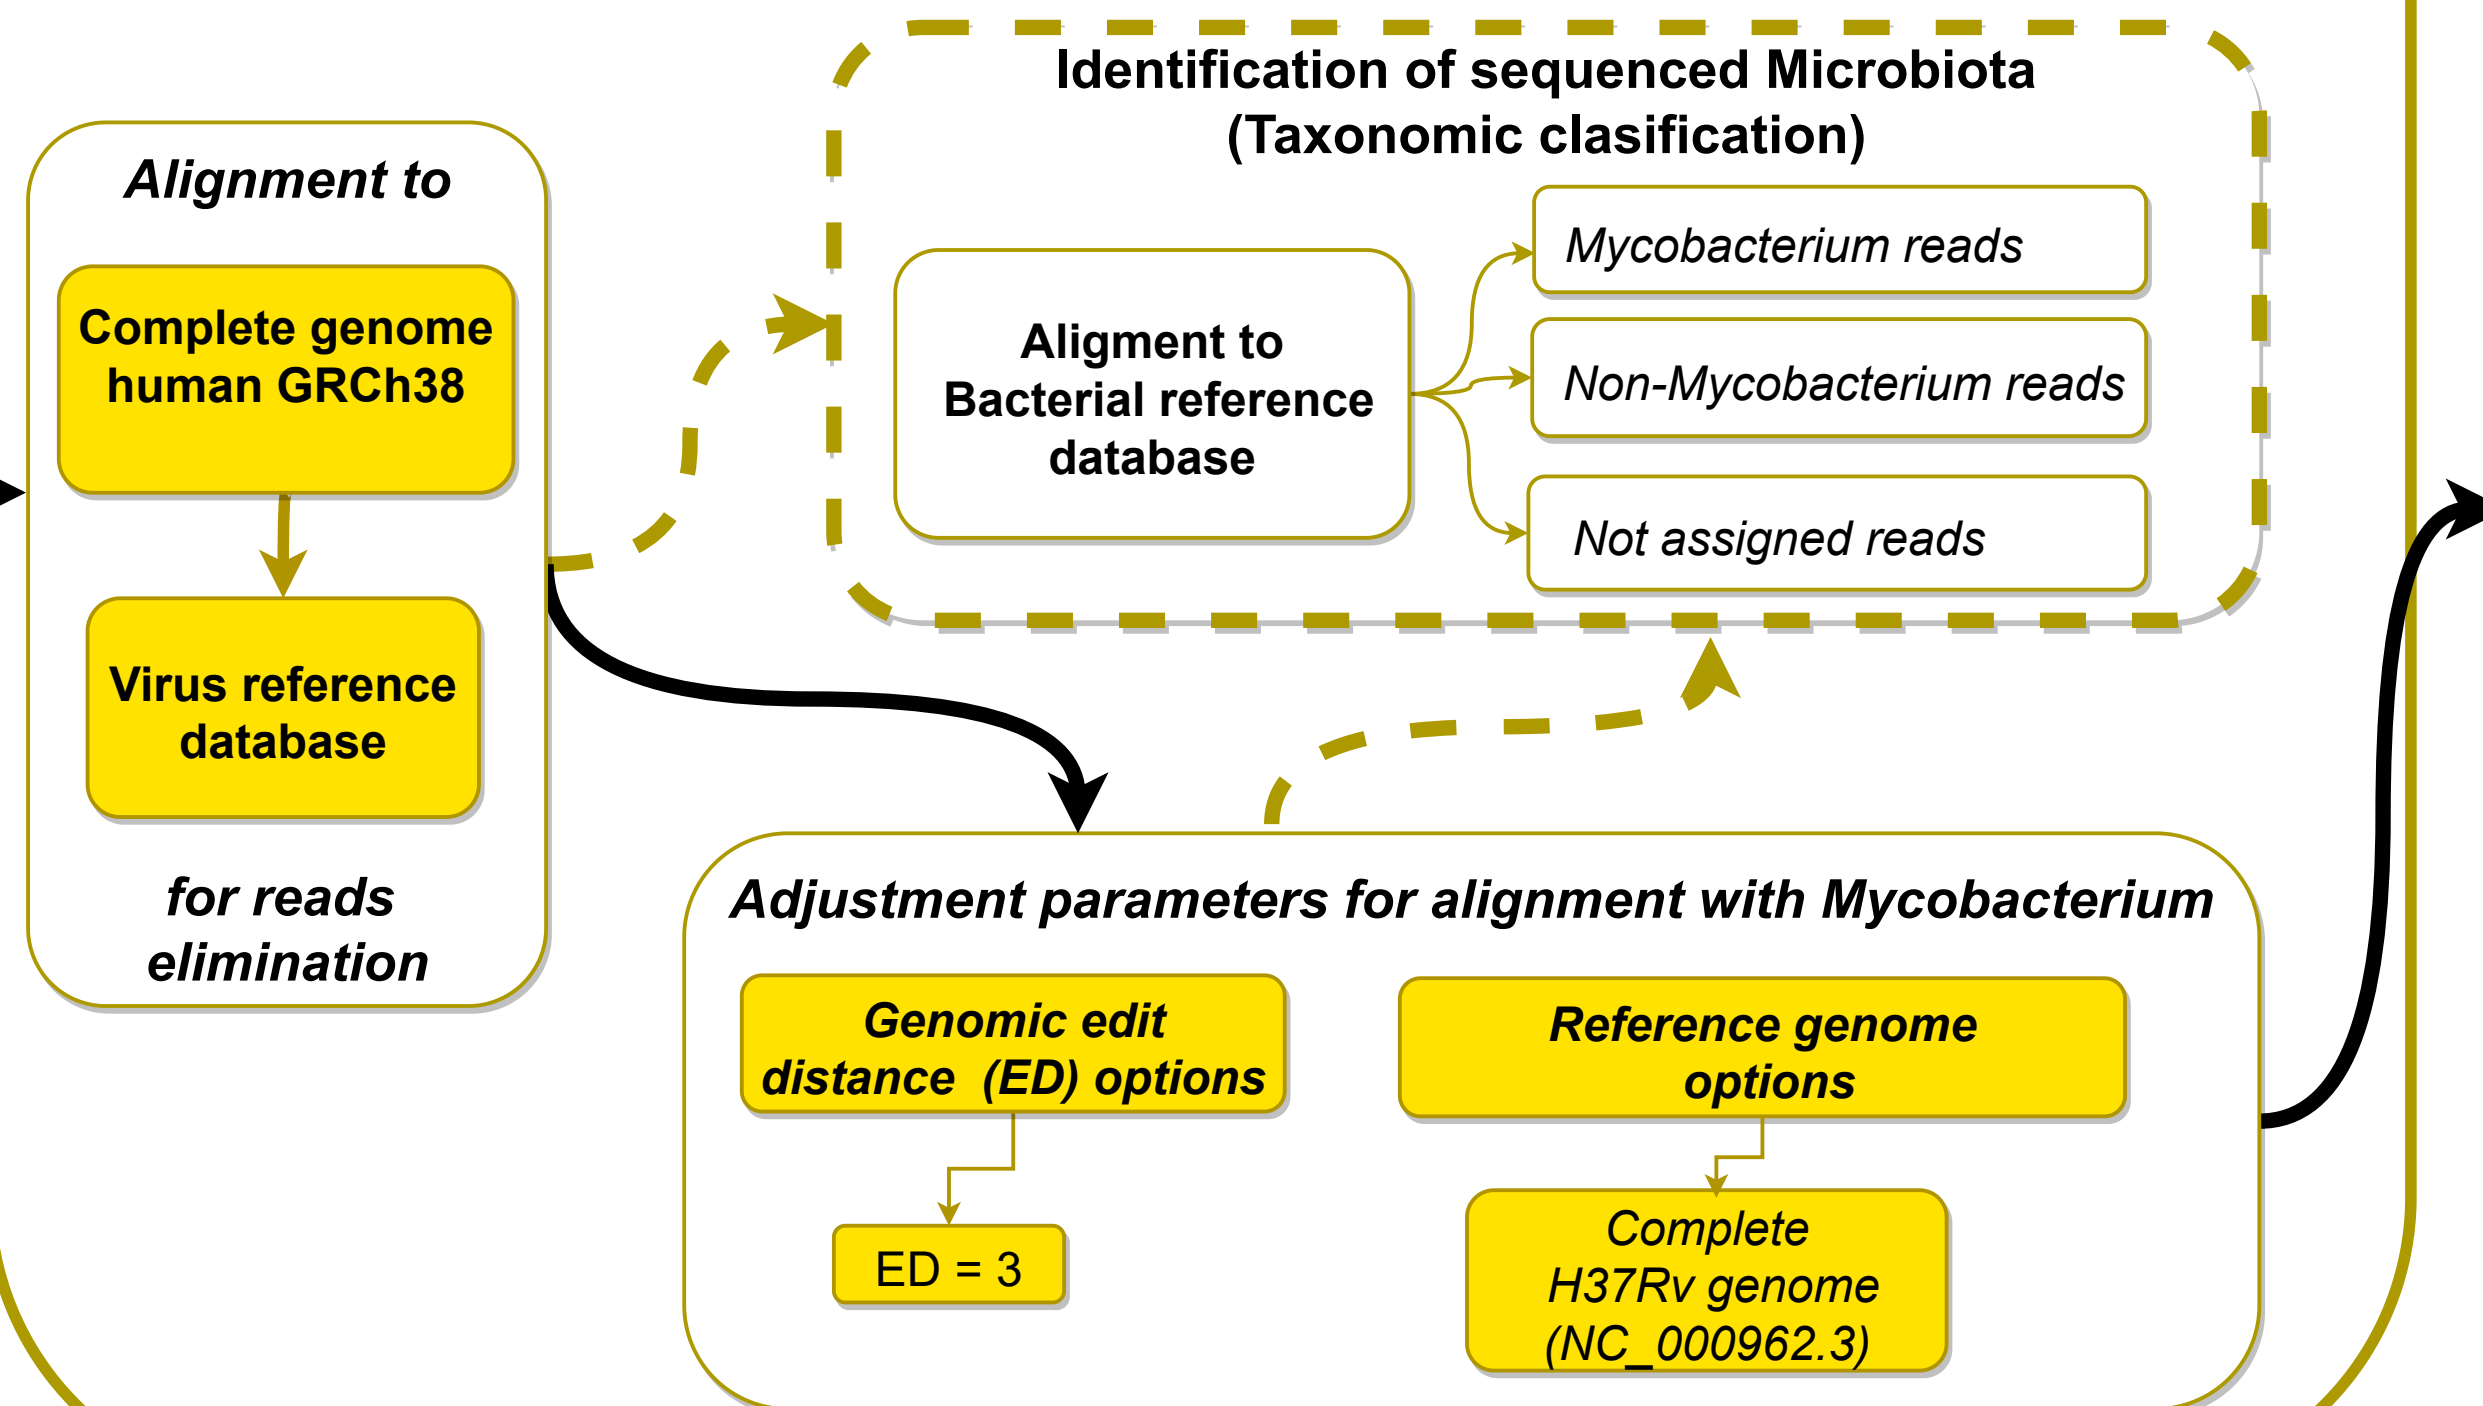 Alignment to
Complete genome
human GRCh38
Virus reference
database
for reads
elimination
Identification of sequenced Microbiota
(Taxonomic clasification)
Aligment to
Bacterial reference
database
Mycobacterium reads
Non-Mycobacterium reads
Not assigned reads
Adjustment parameters for alignment with Mycobacterium
Genomic edit
distance (ED) options
ED = 3
Reference genome
options
Complete
H37Rv genome
(NC_000962.3)